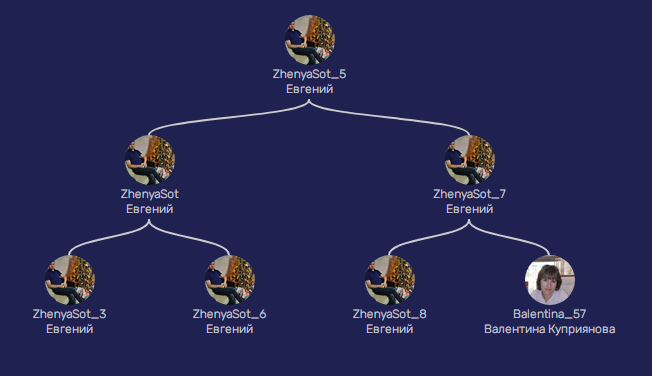 ZhenyaSot_5
Евгений
ZhenyaSot
Евгений
ZhenyaSot_7
Евгений
ZhenyaSot_3
Евгений
ZhenyaSot_6
Евгений
ZhenyaSot_8
Евгений
Balentina_57
Валентина Куприянова